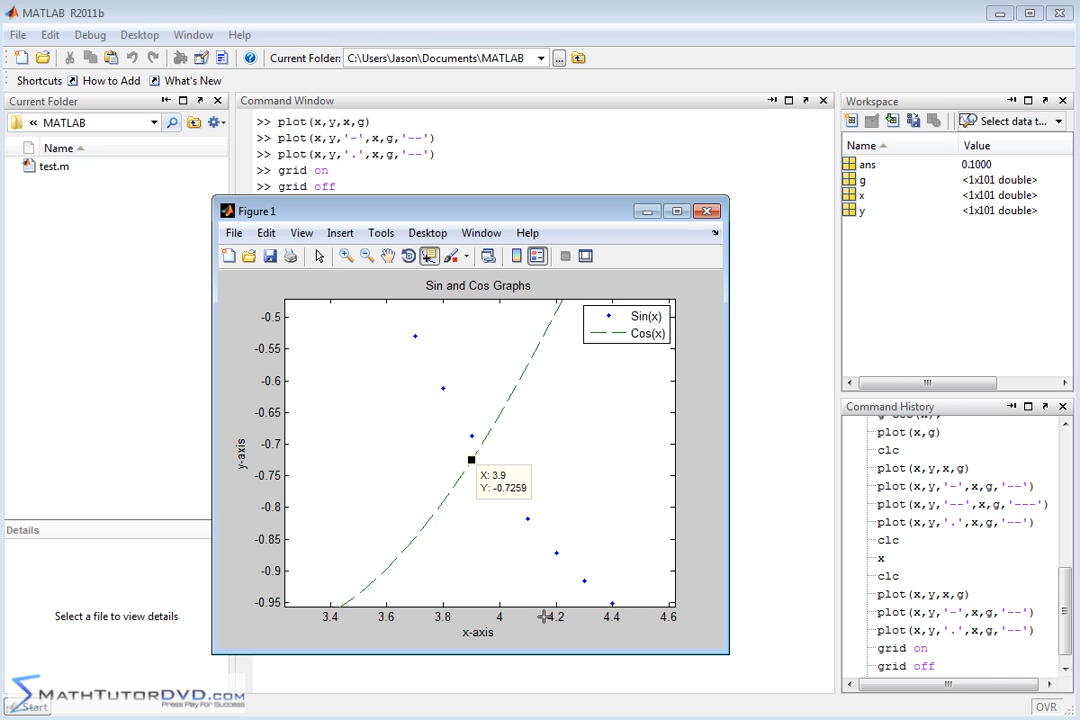 MATLAB R2011b
File Edit Debug Desktop Window Help
Current Folder: C:\Users\Jason\Documents\MATLAB ...
Shortcuts How to Add What's New
Current Folder
« MATLAB
Name
test.m
Details
Select a file to view details
Command Window
>> plot(x,y,x,g)
>> plot(x,y,'-',x,g,'--')
>> plot(x,y,'.',x,g,'--')
>> grid on
>> grid off
Figure 1
File Edit View Insert Tools Desktop Window Help
Sin and Cos Graphs
-0.5
-0.55
-0.6
-0.65
-0.7
-0.75
-0.8
-0.85
-0.9
-0.95
y-axis
Sin(x)
Cos(x)
X: 3.9
Y: -0.7259
3.4 3.6 3.8 4 4.2 4.4 4.6
x-axis
Workspace
Select data t...
Name Value
ans 0.1000
g <1x101 double>
x <1x101 double>
y <1x101 double>
Command History
plot(x,g)
clc
plot(x,y,x,g)
plot(x,y,'-',x,g,'--')
plot(x,y,'--',x,g,'---')
plot(x,y,'.',x,g,'--')
clc
x
clc
plot(x,y,x,g)
plot(x,y,'-',x,g,'--')
plot(x,y,'.',x,g,'--')
grid on
grid off
MATHTUTORDVD.COM
Press Play For Success
Start
OVR